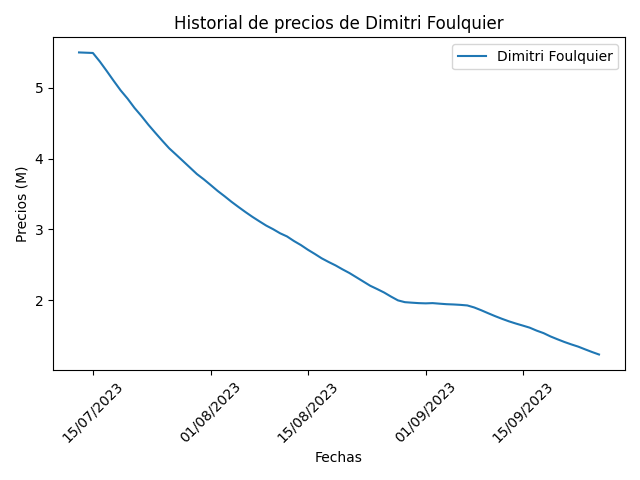 Historial de precios de Dimitri Foulquier
Dimitri Foulquier
Precios (M)
5
4
3
2
15/07/2023
01/08/2023
15/08/2023
01/09/2023
15/09/2023
Fechas